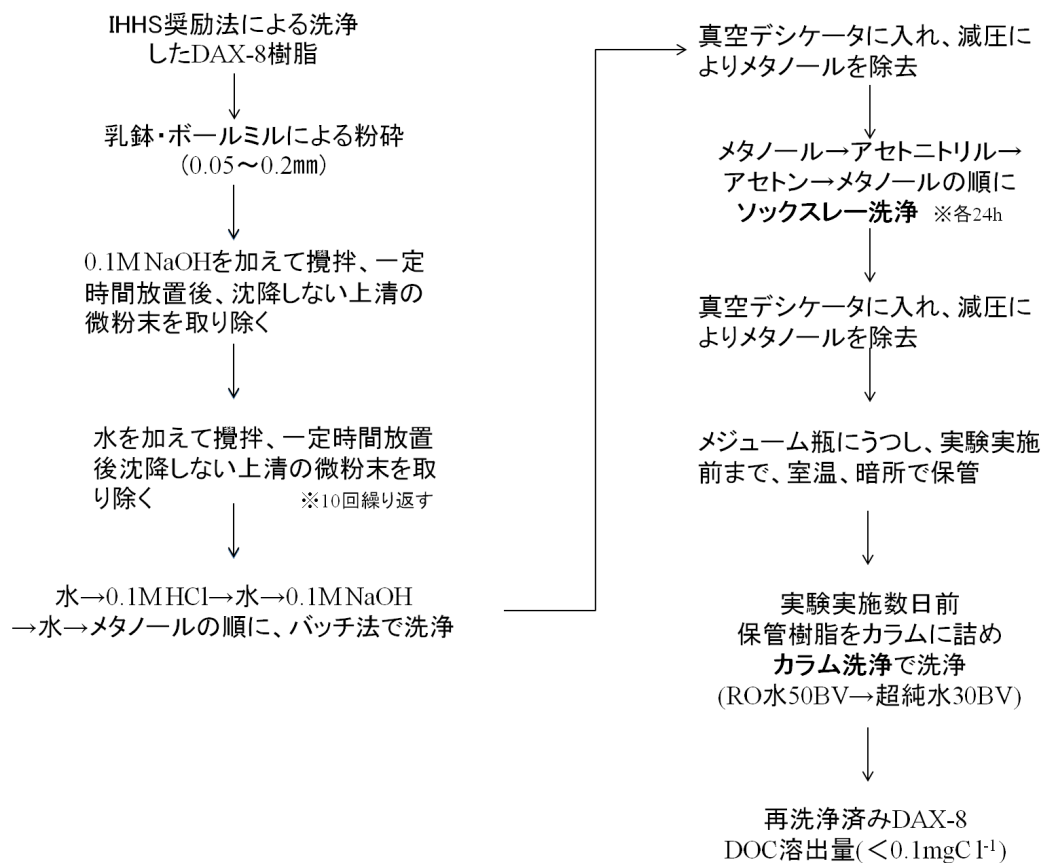 IHHS奨励法による洗浄
したDAX-8樹脂
乳鉢・ボールミルによる粉砕
(0.05～0.2㎜)
0.1M NaOHを加えて攪拌、一定
時間放置後、沈降しない上清の
微粉末を取り除く
水を加えて攪拌、一定時間放置
後沈降しない上清の微粉末を取
り除く ※10回繰り返す
水→0.1M HCl→水→0.1M NaOH
→水→メタノールの順に、バッチ法で洗浄
真空デシケータに入れ、減圧に
よりメタノールを除去
メタノール→アセトニトリル→
アセトン→メタノールの順に
ソックスレー洗浄 ※各24h
真空デシケータに入れ、減圧に
よりメタノールを除去
メジューム瓶にうつし、実験実施
前まで、室温、暗所で保管
実験実施数日前
保管樹脂をカラムに詰め
カラム洗浄で洗浄
(RO水50BV→超純水30BV)
再洗浄済みDAX-8
DOC溶出量(＜0.1mgC l⁻¹)